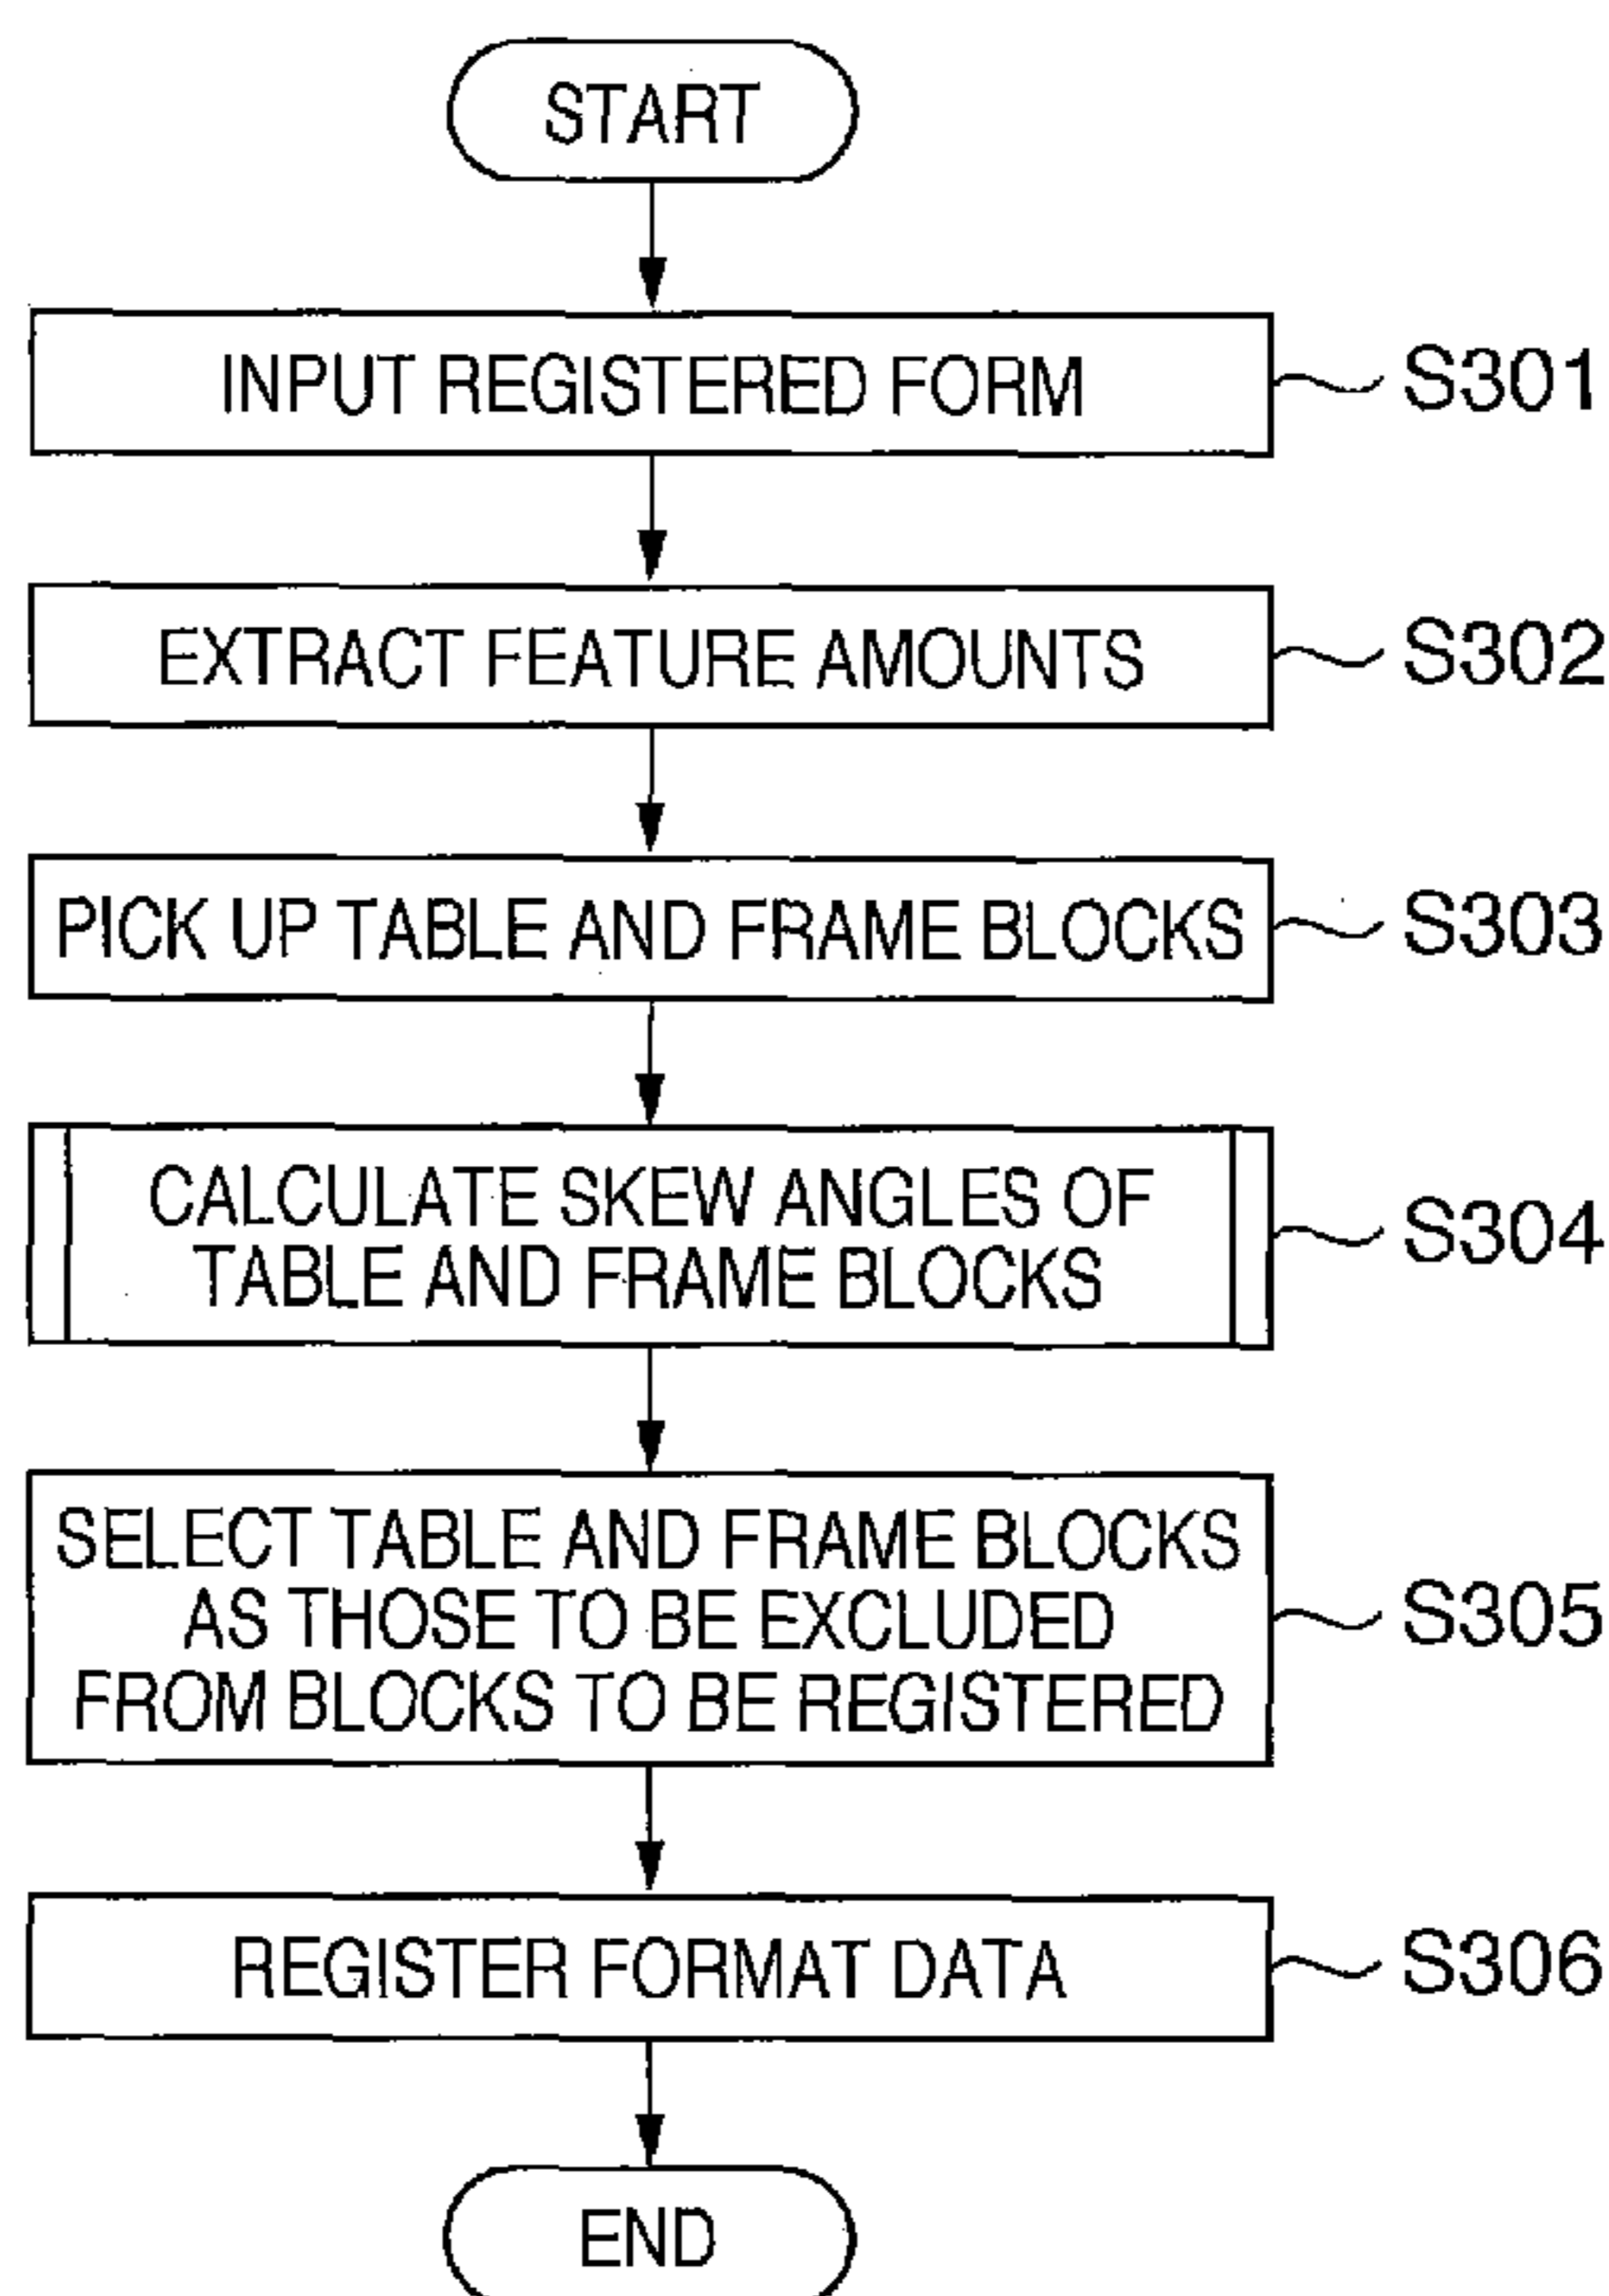 START
INPUT REGISTERED FORM
S301
EXTRACT FEATURE AMOUNTS
S302
PICK UP TABLE AND FRAME BLOCKS
S303
CALCULATE SKEW ANGLES OF
TABLE AND FRAME BLOCKS
S304
SELECT TABLE AND FRAME BLOCKS
AS THOSE TO BE EXCLUDED
FROM BLOCKS TO BE REGISTERED
S305
REGISTER FORMAT DATA
S306
END